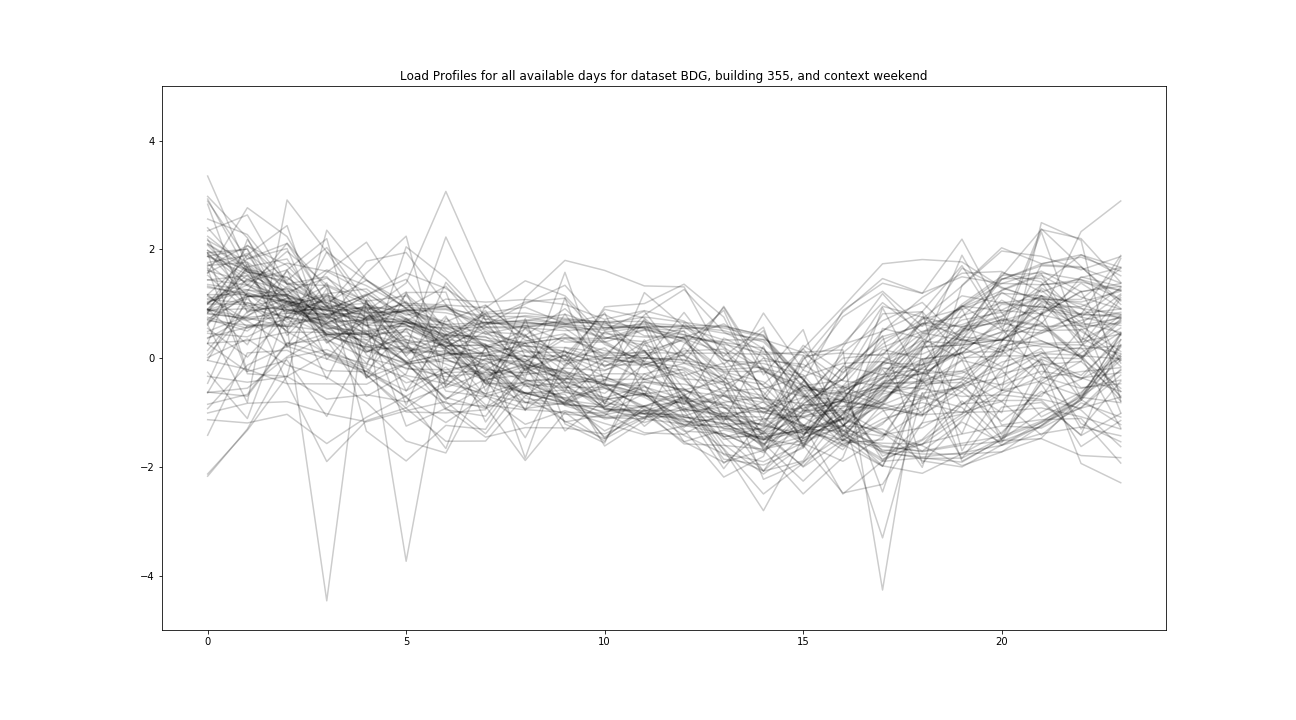 Load Profiles for all available days for dataset BDG, building 355, and context weekend
4
2
0
−2
−4
0 5 10 15 20